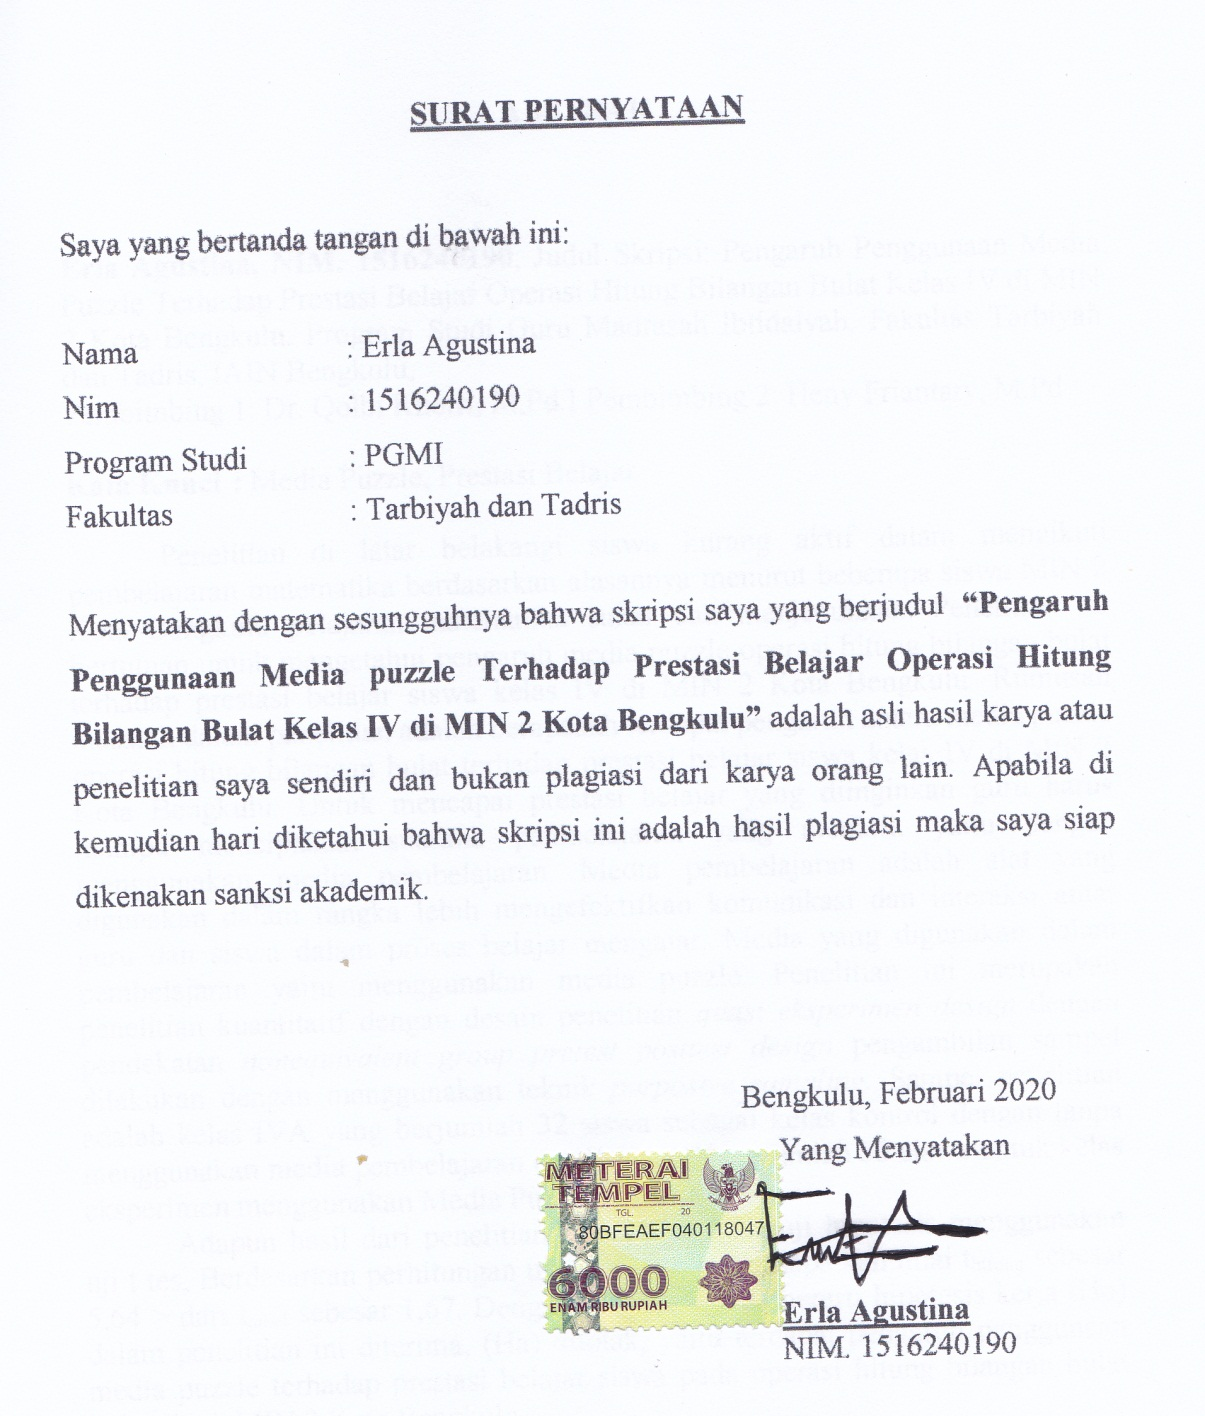 SURAT PERNYATAAN
Saya yang bertanda tangan di bawah ini:
Nama : Erla Agustina
Nim : 1516240190
Program Studi : PGMI
Fakultas : Tarbiyah dan Tadris
Menyatakan dengan sesungguhnya bahwa skripsi saya yang berjudul "Pengaruh
Penggunaan Media puzzle Terhadap Prestasi Belajar Operasi Hitung
Bilangan Bulat Kelas IV di MIN 2 Kota Bengkulu" adalah asli hasil karya atau
penelitian saya sendiri dan bukan plagiasi dari karya orang lain. Apabila di
kemudian hari diketahui bahwa skripsi ini adalah hasil plagiasi maka saya siap
dikenakan sanksi akademik.
Bengkulu, Februari 2020
Yang Menyatakan
METERAI
TEMPEL
TGL. 20
80BFEAEF040118047
6000
ENAM RIBU RUPIAH
Erla Agustina
NIM. 1516240190